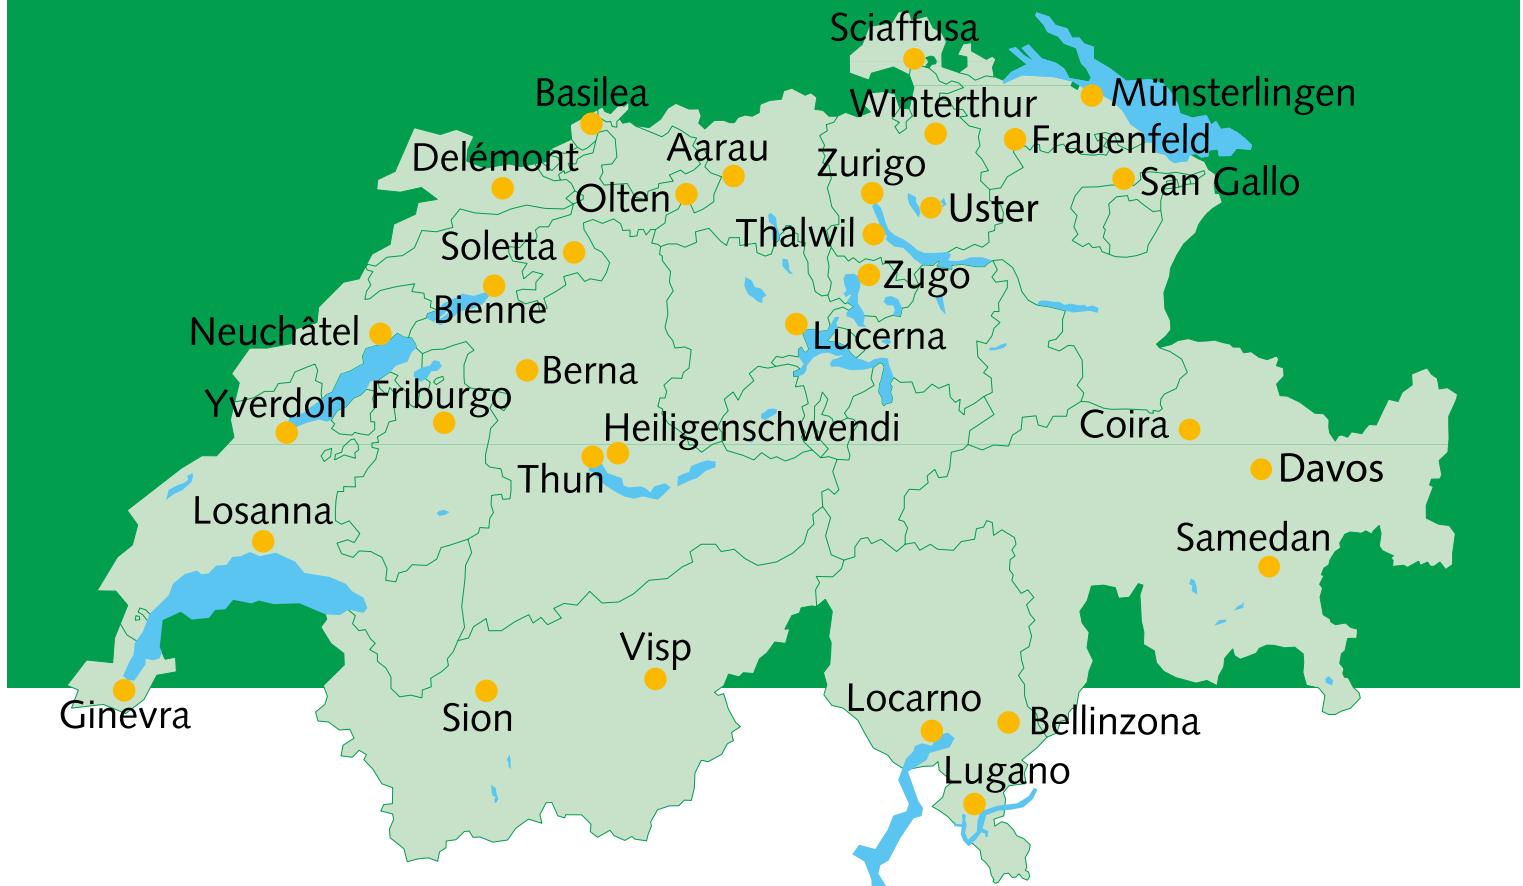 Sciaffusa
Basilea
Münsterlingen
Winterthur
Frauenfeld
Aarau
Delémont
Zurigo
San Gallo
Olten
Uster
Thalwil
Soletta
Zugo
Bienne
Neuchâtel
Lucerna
Berna
Friburgo
Yverdon
Heiligenschwendi
Coira
Davos
Thun
Losanna
Samedan
Visp
Locarno
Ginevra
Sion
Bellinzona
Lugano